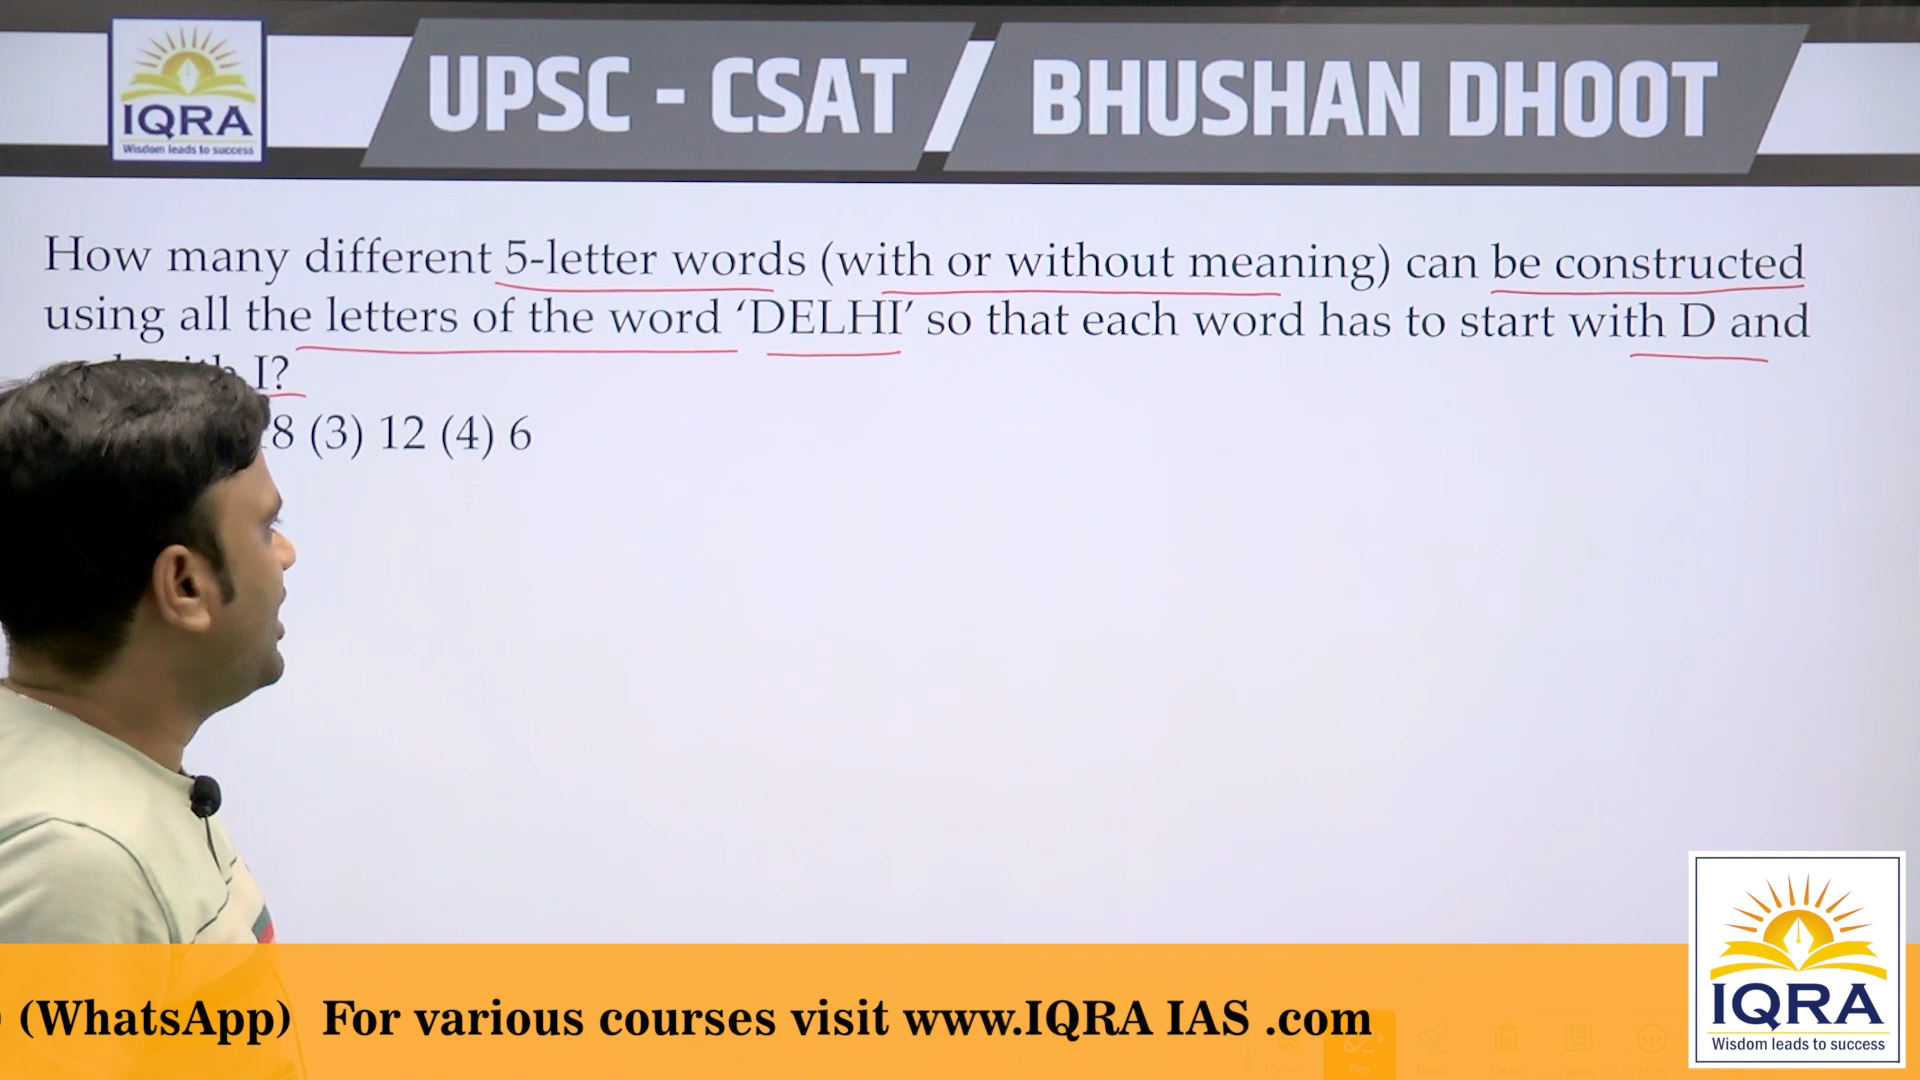 IQRA
Wisdom leads to success
UPSC - CSAT / BHUSHAN DHOOT
How many different 5-letter words (with or without meaning) can be constructed
using all the letters of the word ‘DELHI’ so that each word has to start with D and
I?
8 (3) 12 (4) 6
(WhatsApp) For various courses visit www.IQRA IAS .com
IQRA
Wisdom leads to success